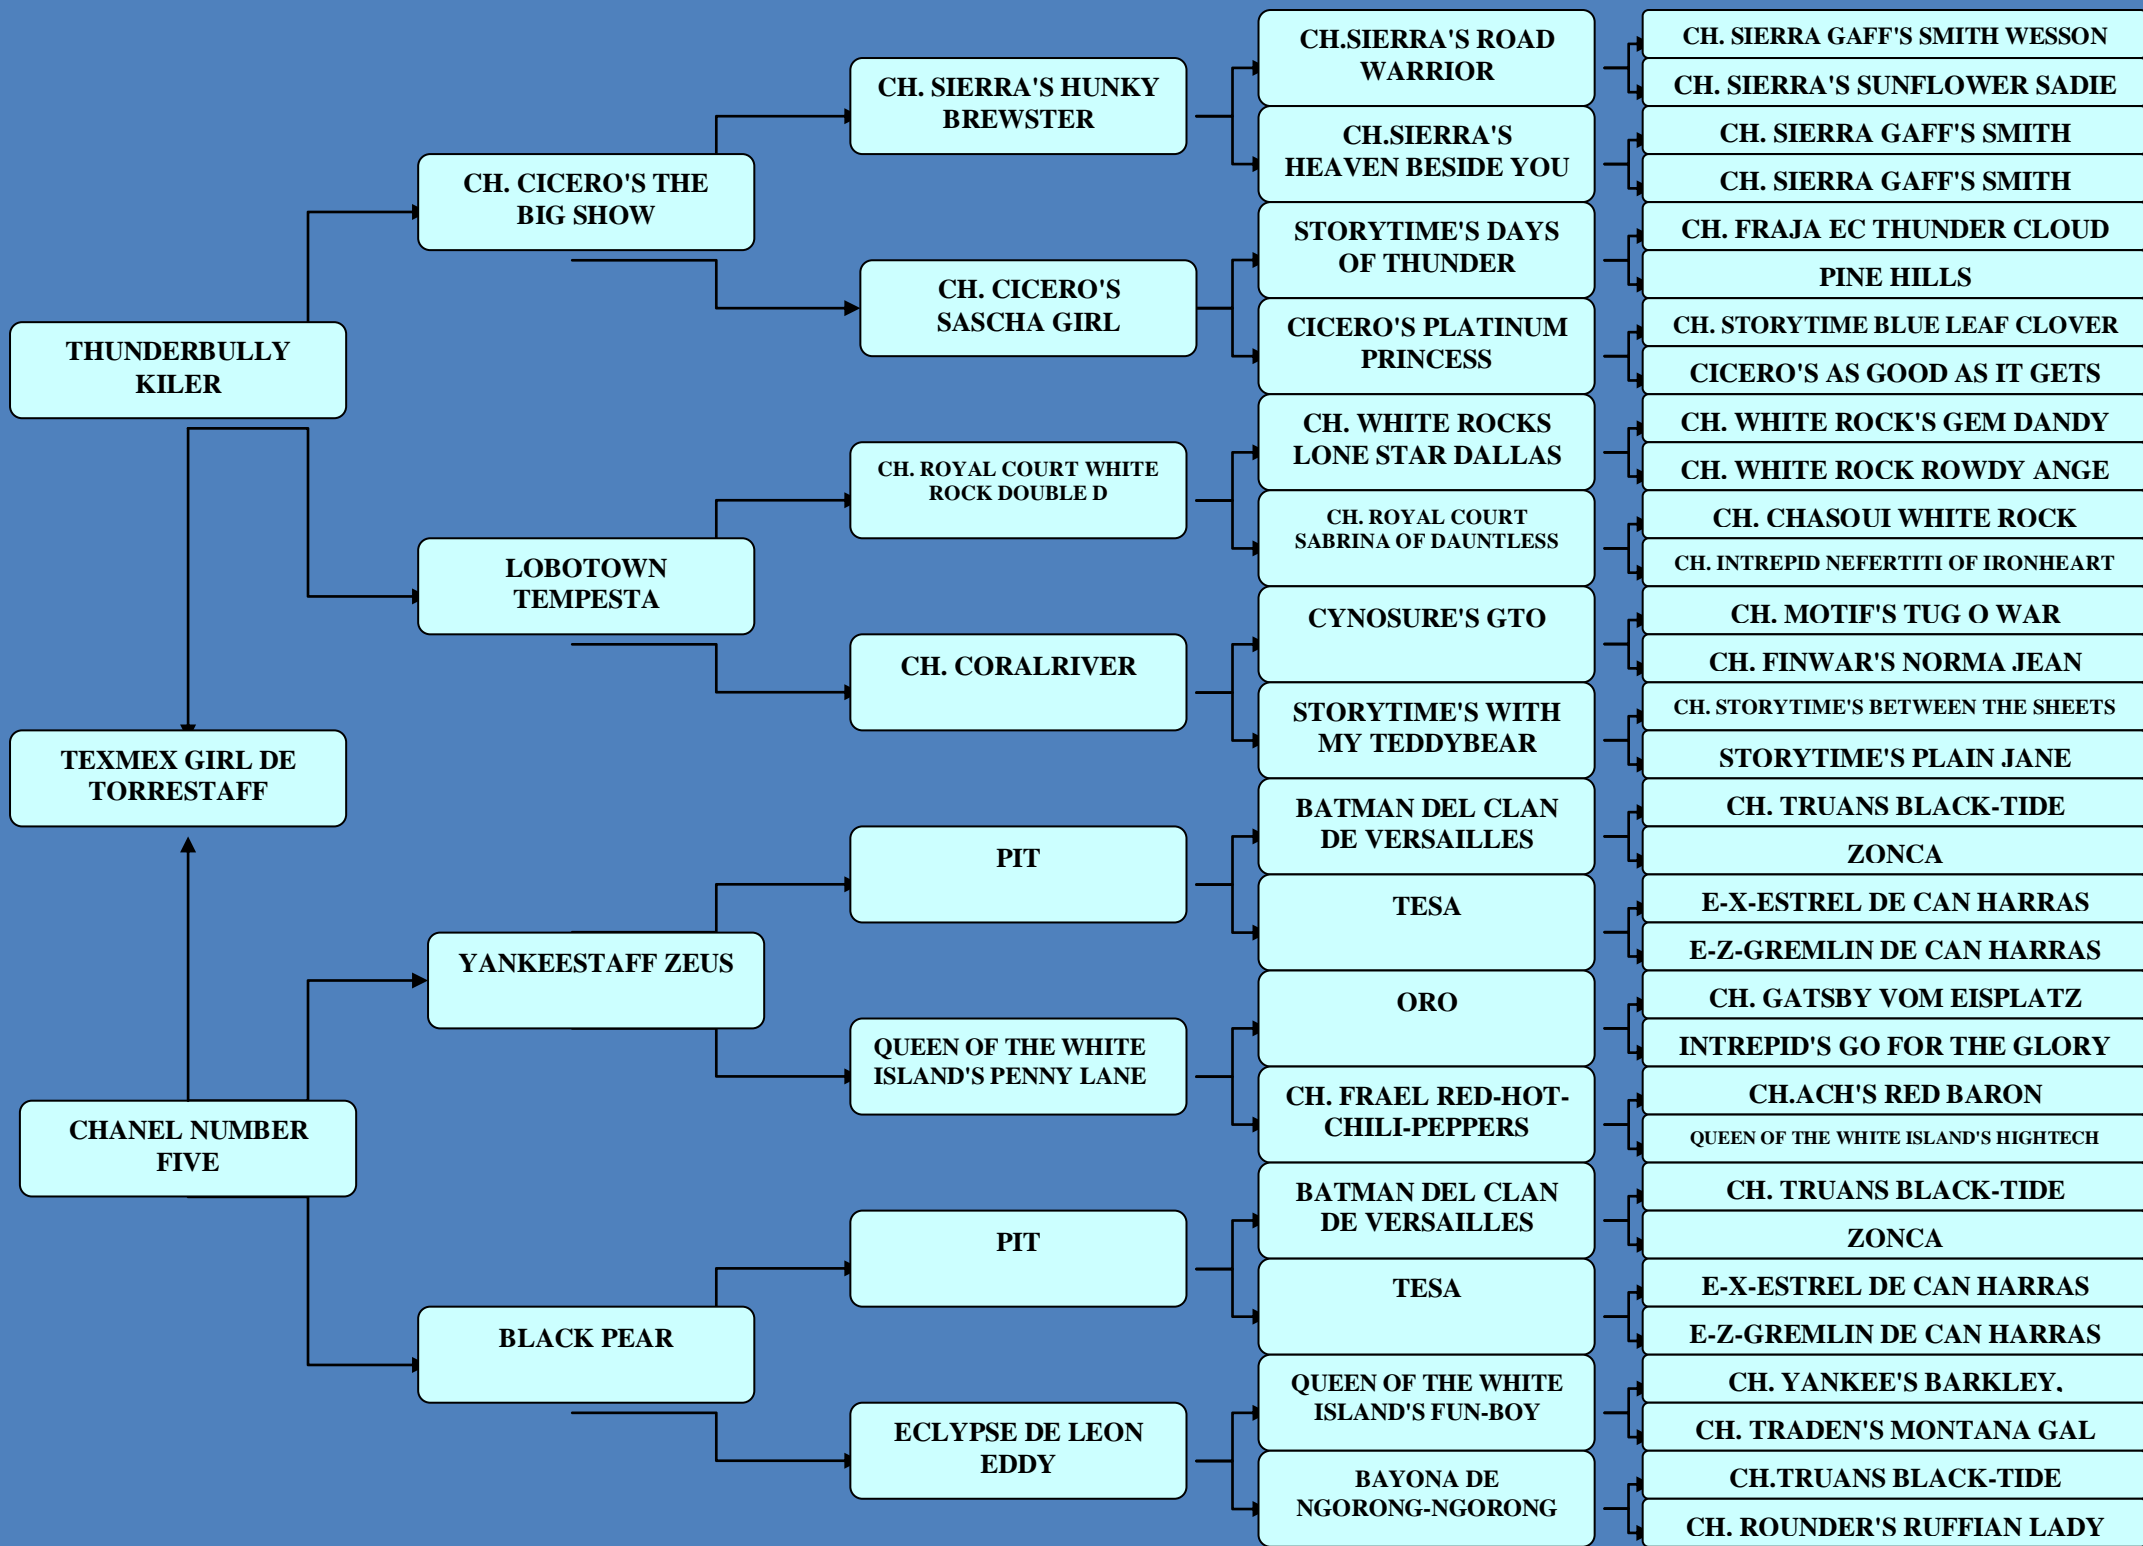 THUNDERBULLY
KILER
TEXMEX GIRL DE
TORRESTAFF
CHANEL NUMBER
FIVE
CH. CICERO'S THE
BIG SHOW
LOBOTOWN
TEMPESTA
YANKEESTAFF ZEUS
BLACK PEAR
CH. SIERRA'S HUNKY
BREWSTER
CH. CICERO'S
SASCHA GIRL
CH. ROYAL COURT WHITE
ROCK DOUBLE D
CH. CORALRIVER
PIT
QUEEN OF THE WHITE
ISLAND'S PENNY LANE
PIT
ECLYPSE DE LEON
EDDY
CH.SIERRA'S ROAD
WARRIOR
CH.SIERRA'S
HEAVEN BESIDE YOU
STORYTIME'S DAYS
OF THUNDER
CICERO'S PLATINUM
PRINCESS
CH. WHITE ROCKS
LONE STAR DALLAS
CH. ROYAL COURT
SABRINA OF DAUNTLESS
CYNOSURE'S GTO
STORYTIME'S WITH
MY TEDDYBEAR
BATMAN DEL CLAN
DE VERSAILLES
TESA
ORO
CH. FRAEL RED-HOT-
CHILI-PEPPERS
BATMAN DEL CLAN
DE VERSAILLES
TESA
QUEEN OF THE WHITE
ISLAND'S FUN-BOY
BAYONA DE
NGORONG-NGORONG
CH. SIERRA GAFF'S SMITH WESSON
CH. SIERRA'S SUNFLOWER SADIE
CH. SIERRA GAFF'S SMITH
CH. SIERRA GAFF'S SMITH
CH. FRAJA EC THUNDER CLOUD
PINE HILLS
CH. STORYTIME BLUE LEAF CLOVER
CICERO'S AS GOOD AS IT GETS
CH. WHITE ROCK'S GEM DANDY
CH. WHITE ROCK ROWDY ANGE
CH. CHASOUI WHITE ROCK
CH. INTREPID NEFERTITI OF IRONHEART
CH. MOTIF'S TUG O WAR
CH. FINWAR'S NORMA JEAN
CH. STORYTIME'S BETWEEN THE SHEETS
STORYTIME'S PLAIN JANE
CH. TRUANS BLACK-TIDE
ZONCA
E-X-ESTREL DE CAN HARRAS
E-Z-GREMLIN DE CAN HARRAS
CH. GATSBY VOM EISPLATZ
INTREPID'S GO FOR THE GLORY
CH.ACH'S RED BARON
QUEEN OF THE WHITE ISLAND'S HIGHTECH
CH. TRUANS BLACK-TIDE
ZONCA
E-X-ESTREL DE CAN HARRAS
E-Z-GREMLIN DE CAN HARRAS
CH. YANKEE'S BARKLEY,
CH. TRADEN'S MONTANA GAL
CH.TRUANS BLACK-TIDE
CH. ROUNDER'S RUFFIAN LADY